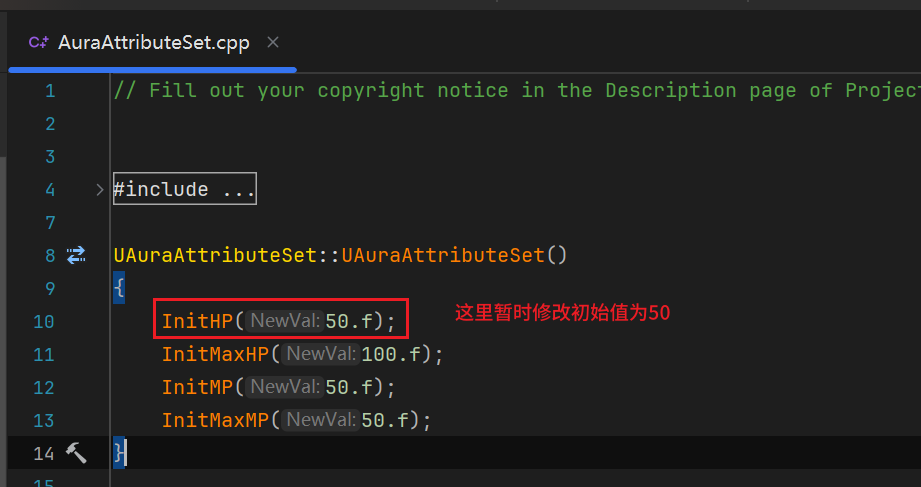 C++ AuraAttributeSet.cpp ×
1 // Fill out your copyright notice in the Description page of Project
2
3
4 > #include ...
7
8 UAuraAttributeSet::UAuraAttributeSet()
9 {
10 InitHP(NewVal:50.f); 这里暂时修改初始值为50
11 InitMaxHP(NewVal:100.f);
12 InitMP(NewVal:50.f);
13 InitMaxMP(NewVal:50.f);
14 }
15